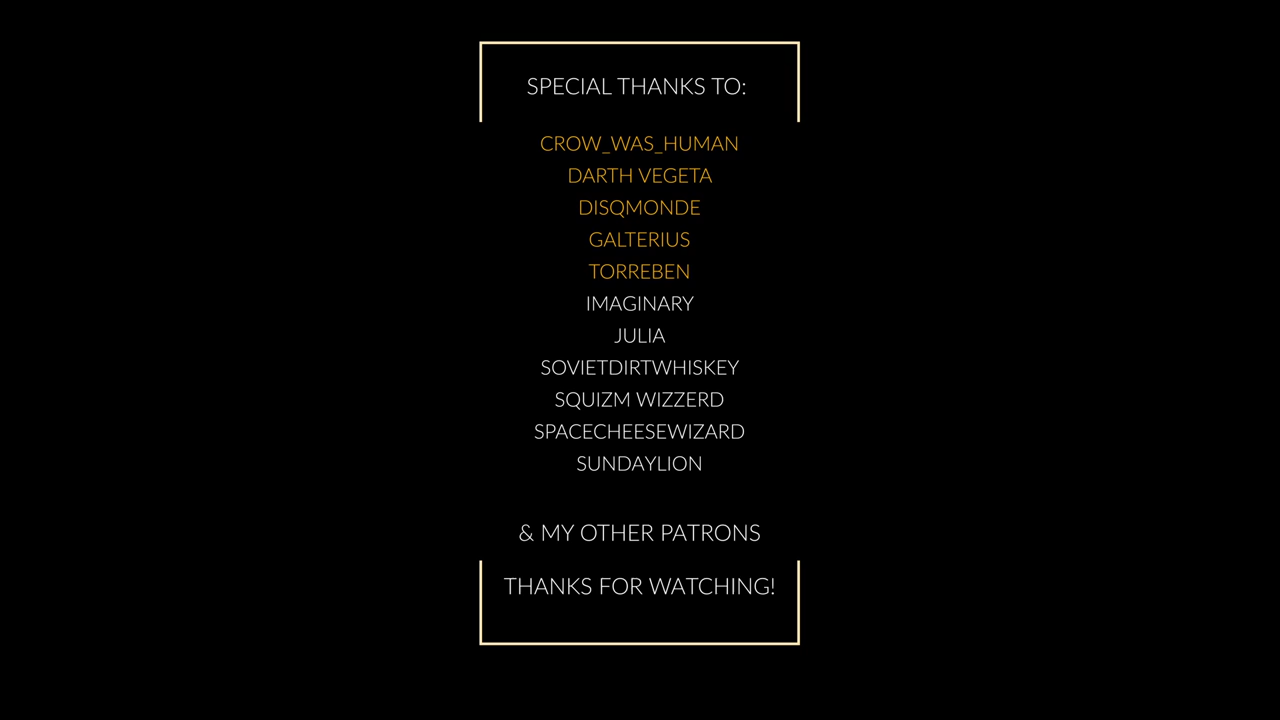 SPECIAL THANKS TO:
CROW_WAS_HUMAN
DARTH VEGETA
DISQMONDE
GALTERIUS
TORREBEN
IMAGINARY
JULIA
SOVIETDIRTWHISKEY
SQUIZM WIZZERD
SPACECHEESEWIZARD
SUNDAYLION
& MY OTHER PATRONS
THANKS FOR WATCHING!